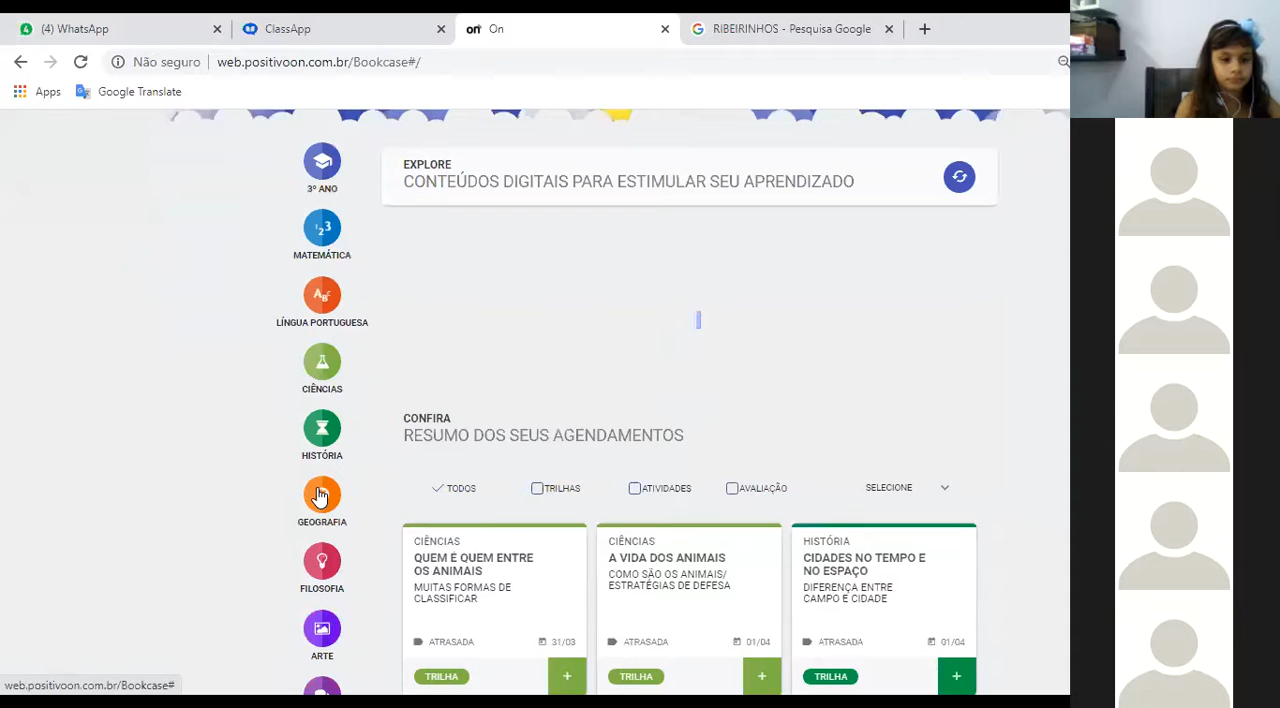 (4) WhatsApp
ClassApp
on
On
RIBEIRINHOS - Pesquisa Google
Não seguro
web.positivoon.com.br/Bookcase#/
Apps
Google Translate
3º ANO
MATEMÁTICA
LÍNGUA PORTUGUESA
CIÊNCIAS
HISTÓRIA
GEOGRAFIA
FILOSOFIA
ARTE
EXPLORE
CONTEÚDOS DIGITAIS PARA ESTIMULAR SEU APRENDIZADO
CONFIRA
RESUMO DOS SEUS AGENDAMENTOS
TODOS
TRILHAS
ATIVIDADES
AVALIAÇÃO
SELECIONE
CIÊNCIAS
QUEM É QUEM ENTRE
OS ANIMAIS
MUITAS FORMAS DE
CLASSIFICAR
ATRASADA
31/03
TRILHA
+
CIÊNCIAS
A VIDA DOS ANIMAIS
COMO SÃO OS ANIMAIS/
ESTRATÉGIAS DE DEFESA
ATRASADA
01/04
TRILHA
+
HISTÓRIA
CIDADES NO TEMPO E
NO ESPAÇO
DIFERENÇA ENTRE
CAMPO E CIDADE
ATRASADA
01/04
TRILHA
+
web.positivoon.com.br/Bookcase#